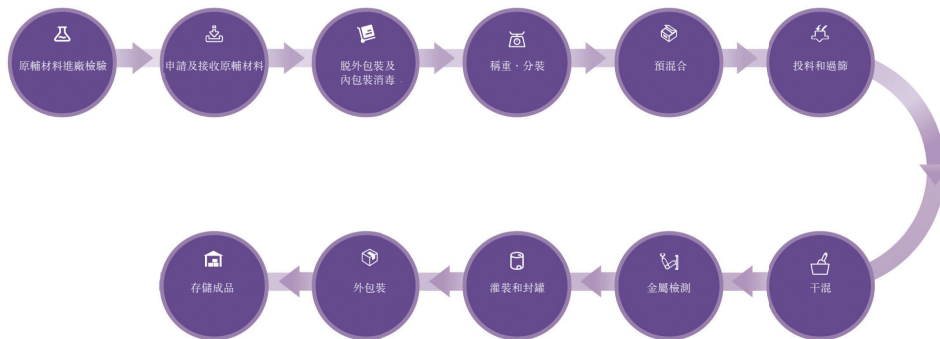 原輔材料進廠檢驗
申請及接收原輔材料
脱外包裝及
內包裝消毒
稱重、分裝
預混合
投料和過篩
干混
金屬檢測
灌裝和封罐
外包裝
存儲成品